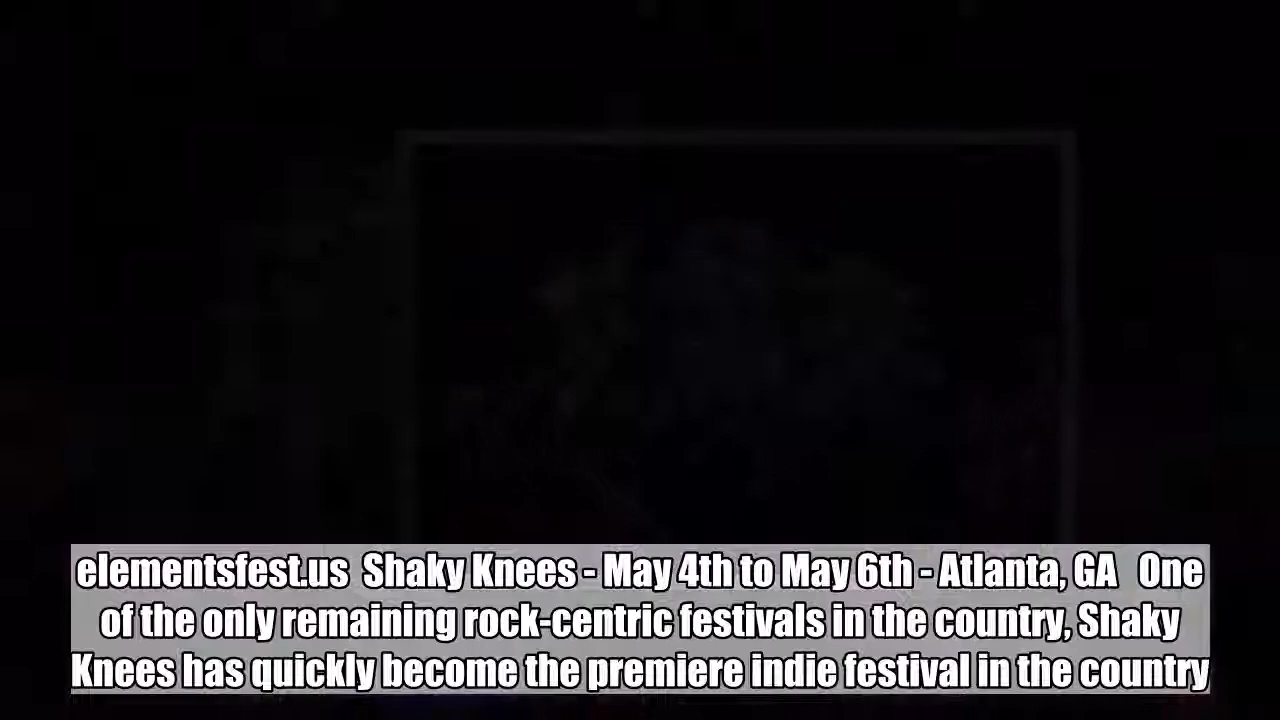 elementsfest.us  Shaky Knees - May 4th to May 6th - Atlanta, GA   One
of the only remaining rock-centric festivals in the country, Shaky
Knees has quickly become the premiere indie festival in the country